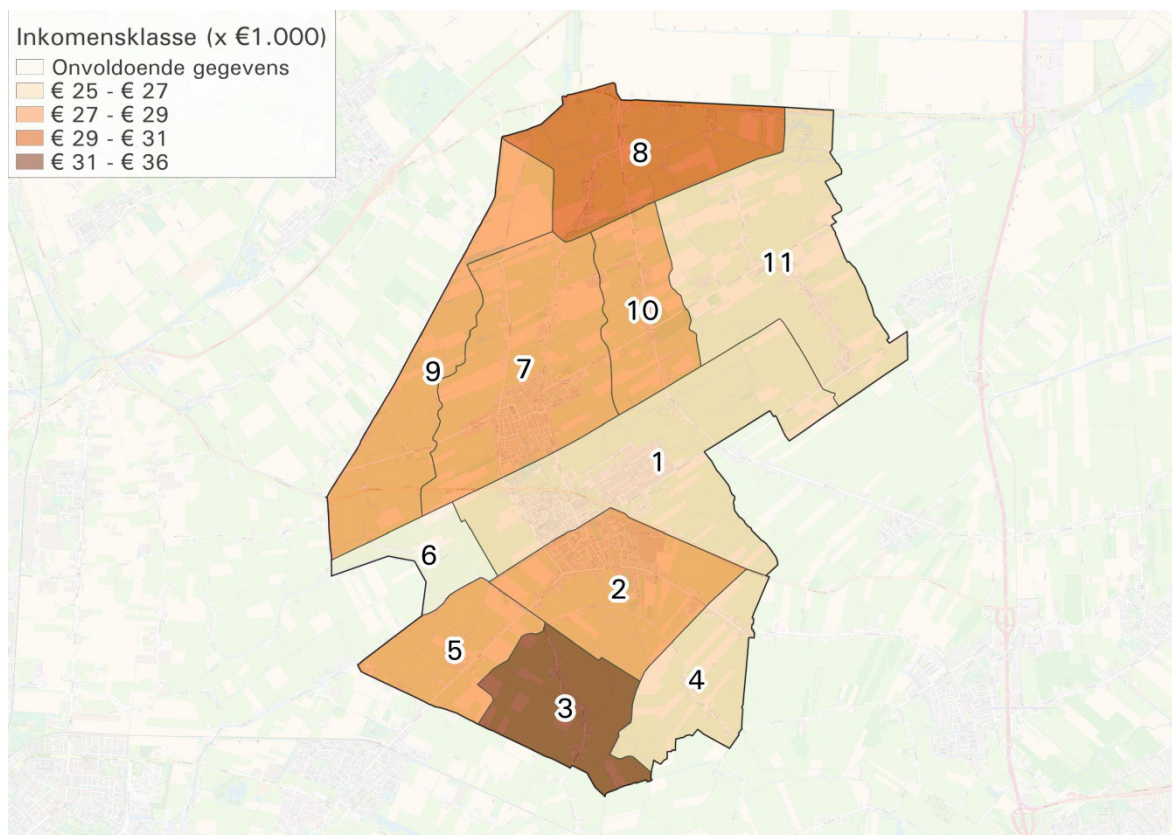 Inkomensklasse (x €1.000)
Onvoldoende gegevens
€ 25 - € 27
€ 27 - € 29
€ 29 - € 31
€ 31 - € 36
8
11
10
9
7
1
6
2
5
4
3